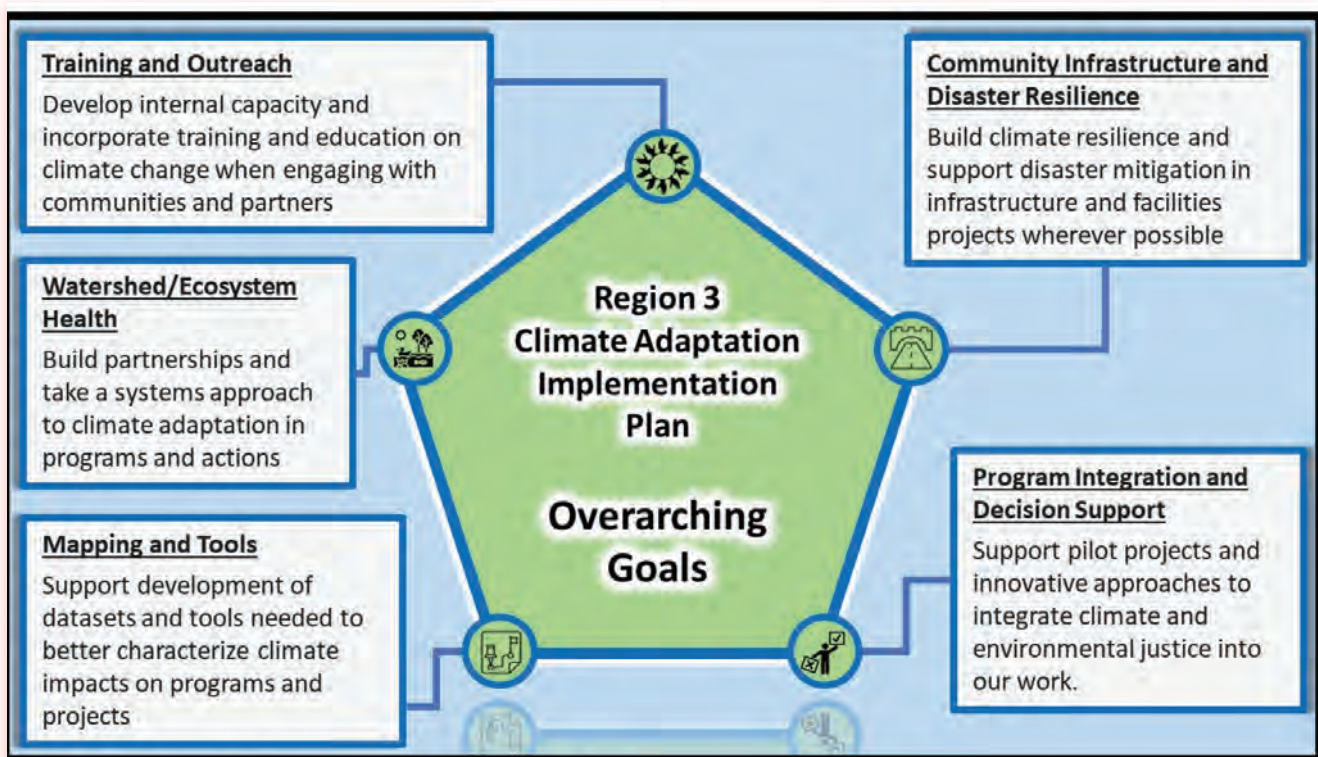 Training and Outreach
Develop internal capacity and
incorporate training and education on
climate change when engaging with
communities and partners
Community Infrastructure and
Disaster Resilience
Build climate resilience and
support disaster mitigation in
infrastructure and facilities
projects wherever possible
Watershed/Ecosystem
Health
Build partnerships and
take a systems approach
to climate adaptation in
programs and actions
Region 3
Climate Adaptation
Implementation
Plan
Overarching
Goals
Mapping and Tools
Support development of
datasets and tools needed to
better characterize climate
impacts on programs and
projects
Program Integration and
Decision Support
Support pilot projects and
innovative approaches to
integrate climate and
environmental justice into
our work.